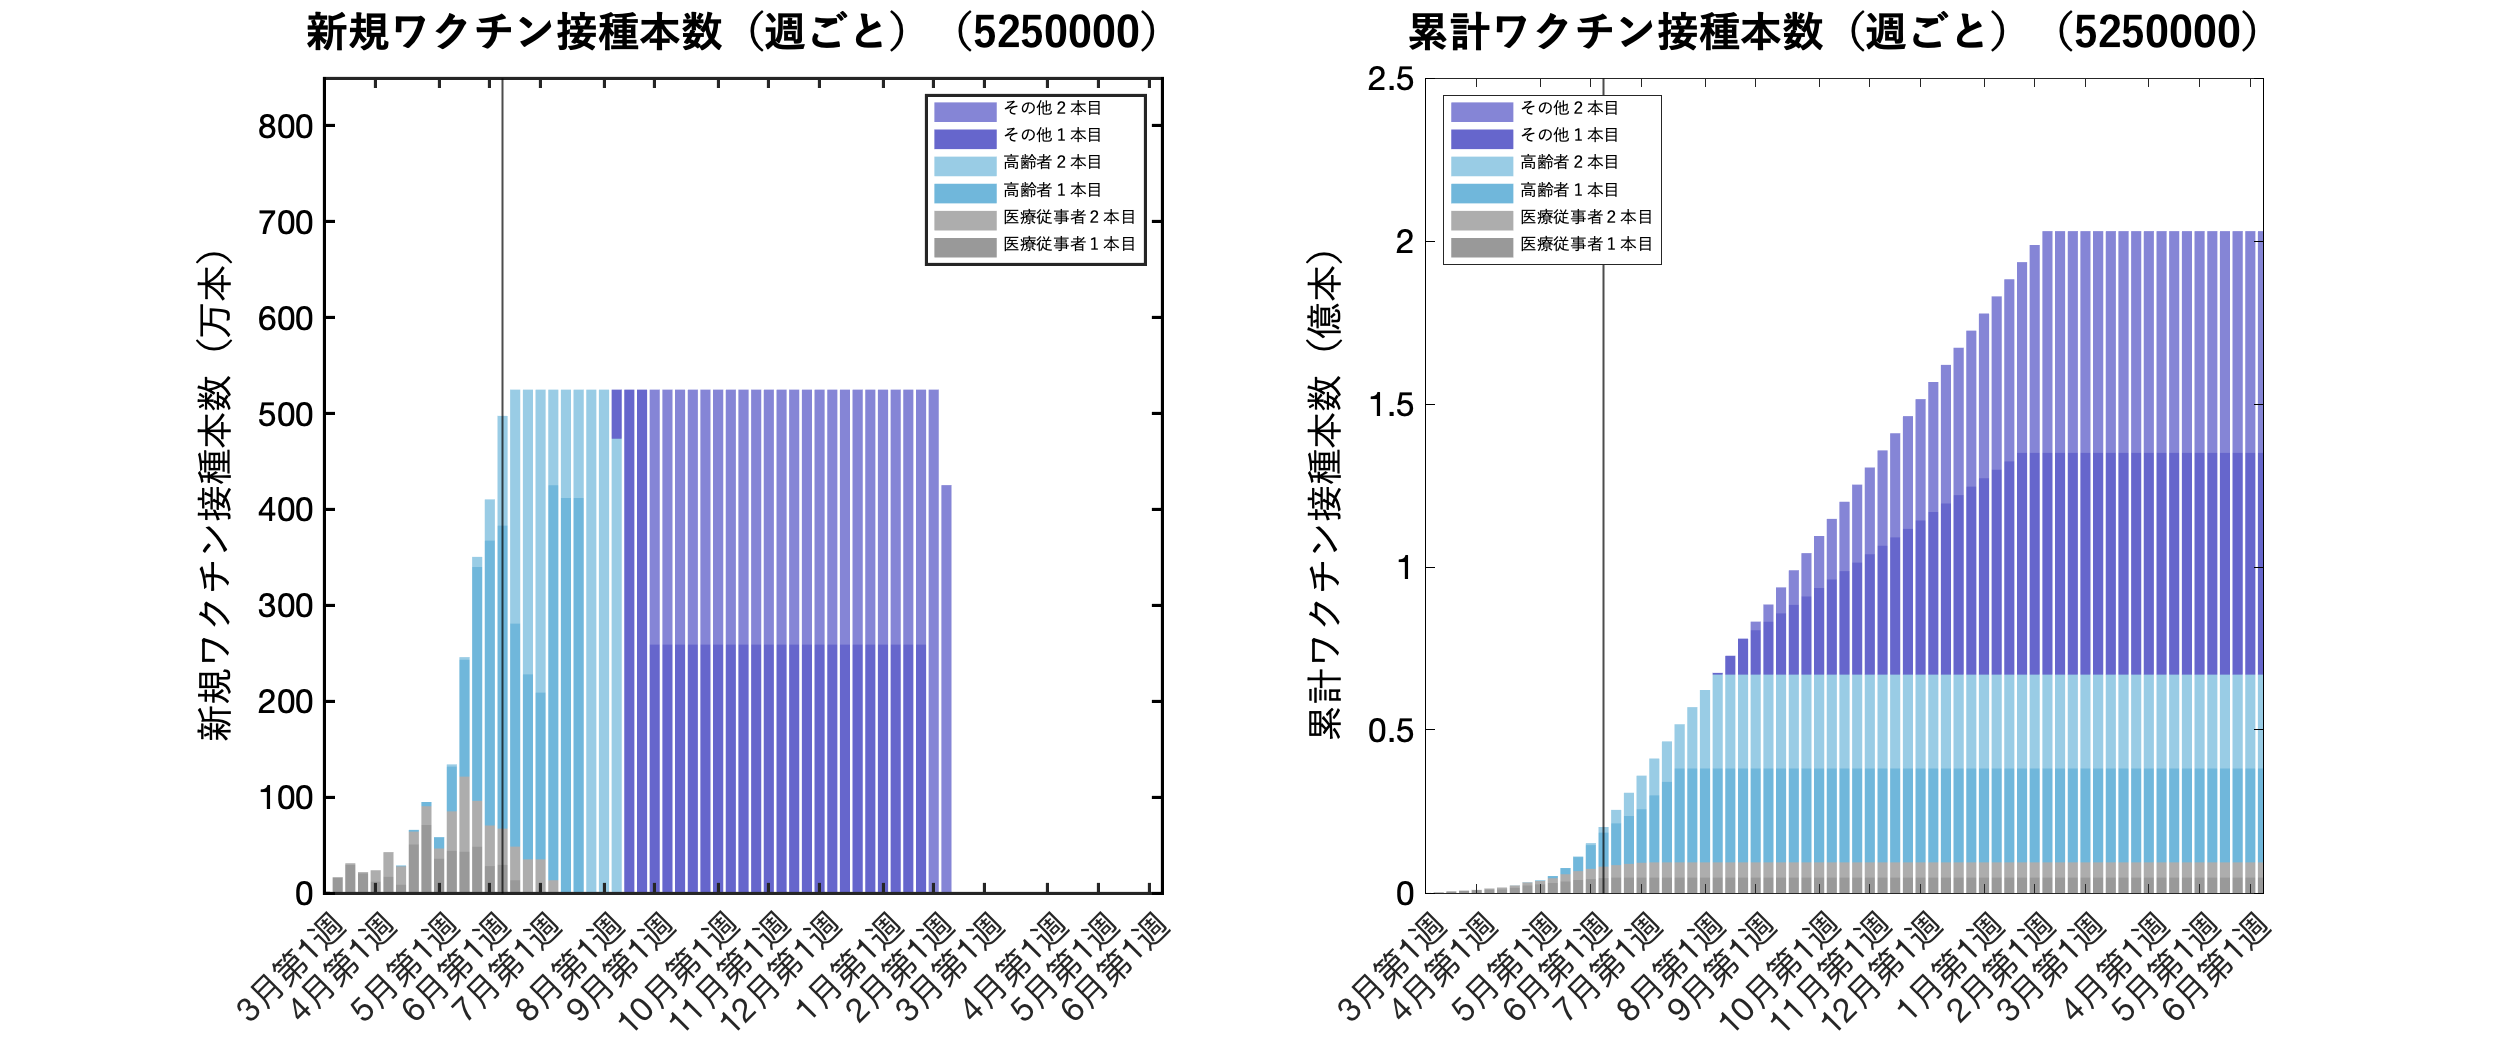 新規ワクチン接種本数（週ごと）（5250000）
新規ワクチン接種本数（万本）
800
700
600
500
400
300
200
100
0
その他2本目
その他1本目
高齢者2本目
高齢者1本目
医療従事者2本目
医療従事者1本目
3月第1週
4月第1週
5月第1週
6月第1週
7月第1週
8月第1週
9月第1週
10月第1週
11月第1週
12月第1週
1月第1週
2月第1週
3月第1週
4月第1週
5月第1週
6月第1週
累計ワクチン接種本数（週ごと）（5250000）
累計ワクチン接種本数（億本）
2.5
2
1.5
1
0.5
0
その他2本目
その他1本目
高齢者2本目
高齢者1本目
医療従事者2本目
医療従事者1本目
3月第1週
4月第1週
5月第1週
6月第1週
7月第1週
8月第1週
9月第1週
10月第1週
11月第1週
12月第1週
1月第1週
2月第1週
3月第1週
4月第1週
5月第1週
6月第1週